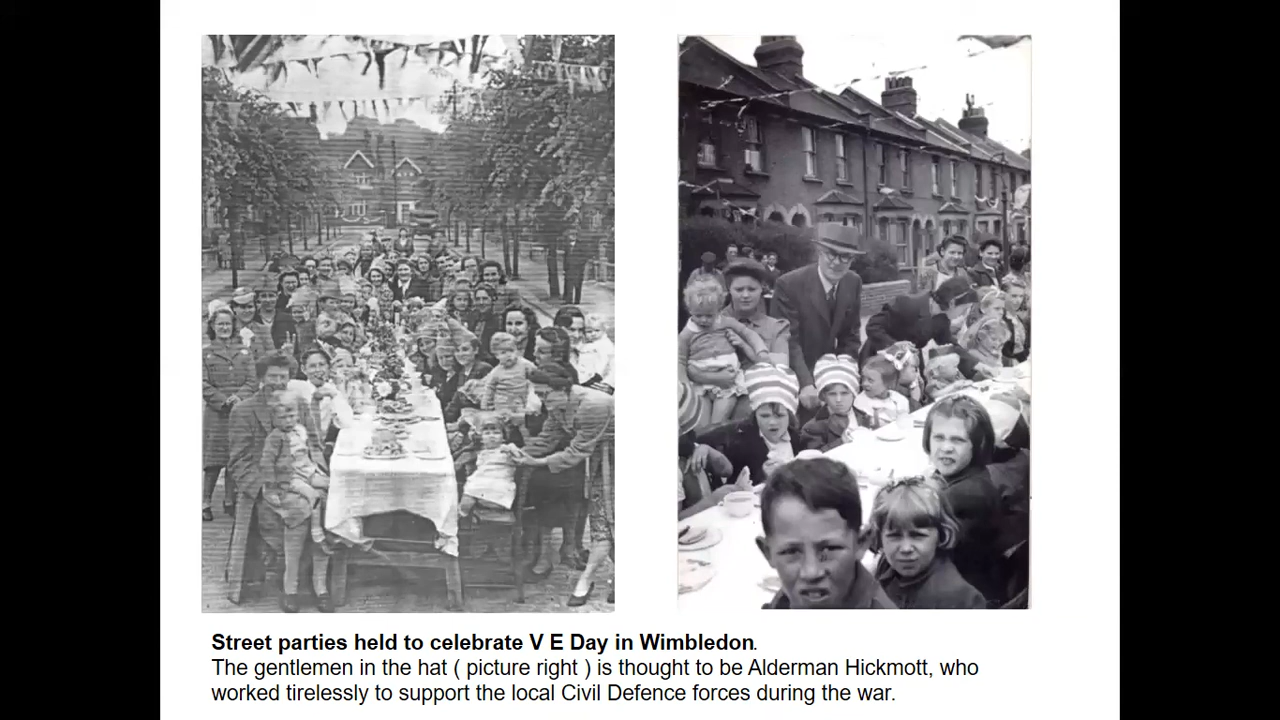 Street parties held to celebrate V E Day in Wimbledon.
The gentlemen in the hat ( picture right ) is thought to be Alderman Hickmott, who
worked tirelessly to support the local Civil Defence forces during the war.